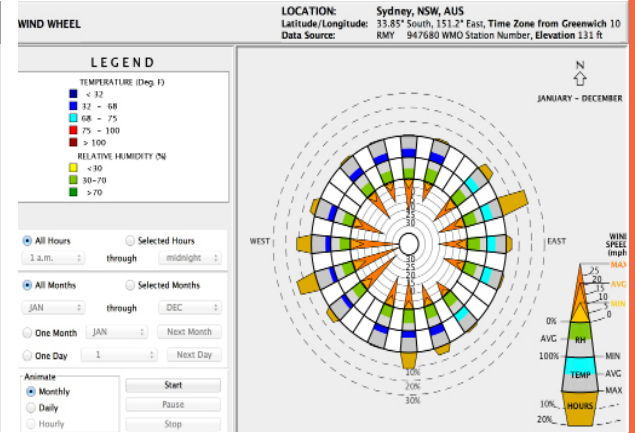 WIND WHEEL
LOCATION: Sydney, NSW, AUS
Latitude/Longitude: 33.85° South, 151.2° East, Time Zone from Greenwich 10
Data Source: RMY 947680 WMO Station Number, Elevation 131 ft
LEGEND
TEMPERATURE (Deg. F)
< 32
32 - 68
68 - 75
75 - 100
> 100
RELATIVE HUMIDITY (%)
<30
30-70
>70
All Hours
Selected Hours
1 a.m. through midnight
All Months
Selected Months
JAN through DEC
One Month JAN Next Month
One Day 1 Next Day
Animate
Monthly
Daily
Hourly
Start
Pause
Stop
N
JANUARY - DECEMBER
WEST
EAST
10%
20%
30%
WIND
SPEED
(mph
MAX
25
20
15
10
5
0
AVG
MIN
0%
AVG
100%
RH
MIN
TEMP
AVG
MAX
HOURS
10%
20%